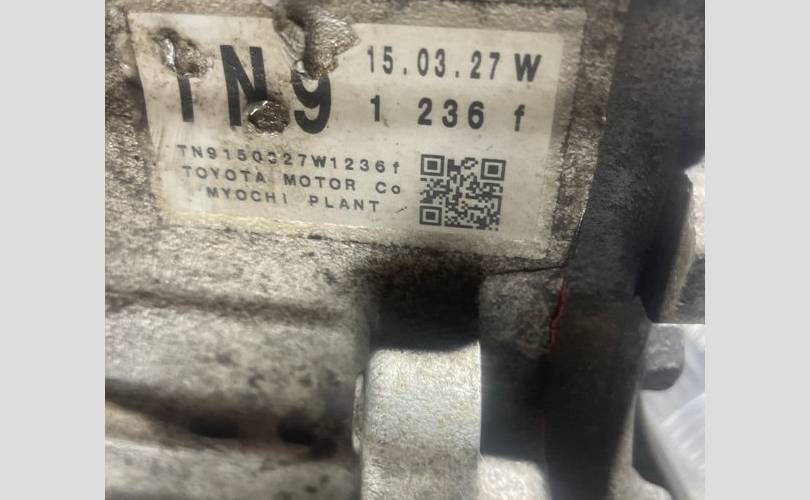 TN9 15.03.27 W
1 236 f
TN9150327W1236f
TOYOTA MOTOR Co
MYOCHI PLANT